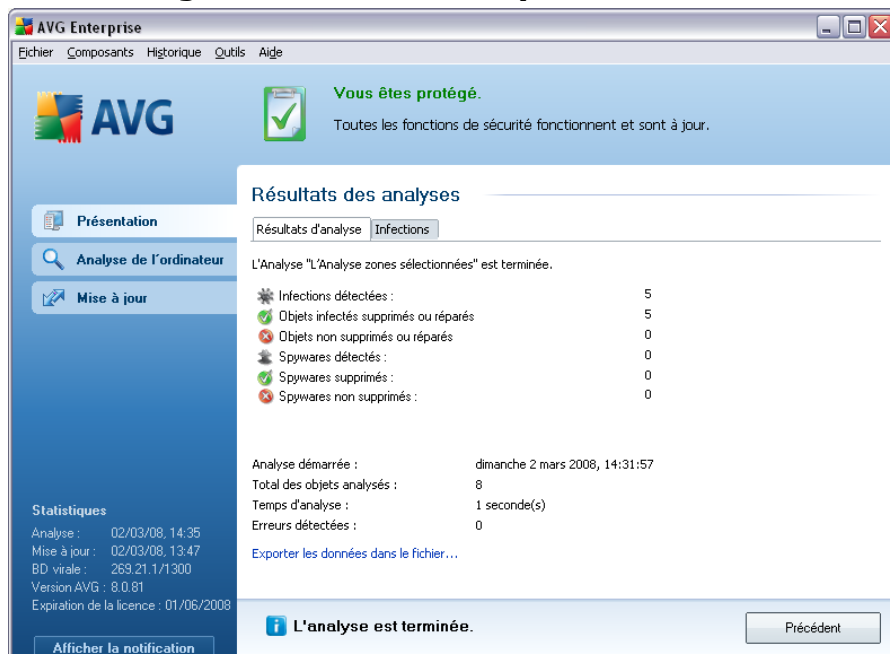 AVG Enterprise
Fichier Composants Historique Outils Aide
AVG
Vous êtes protégé.
Toutes les fonctions de sécurité fonctionnent et sont à jour.
Présentation
Analyse de l'ordinateur
Mise à jour
Résultats des analyses
Résultats d'analyse Infections
L'Analyse "L'Analyse zones sélectionnées" est terminée.
Infections détectées : 5
Objets infectés supprimés ou réparés 5
Objets non supprimés ou réparés 0
Spywares détectés : 0
Spywares supprimés : 0
Spywares non supprimés : 0
Analyse démarrée : dimanche 2 mars 2008, 14:31:57
Total des objets analysés : 8
Temps d'analyse : 1 seconde(s)
Erreurs détectées : 0
Exporter les données dans le fichier...
Statistiques
Analyse : 02/03/08, 14:35
Mise à jour : 02/03/08, 13:47
BD virale : 269.21.1/1300
Version AVG : 8.0.81
Expiration de la licence : 01/06/2008
Afficher la notification
L'analyse est terminée.
Précédent